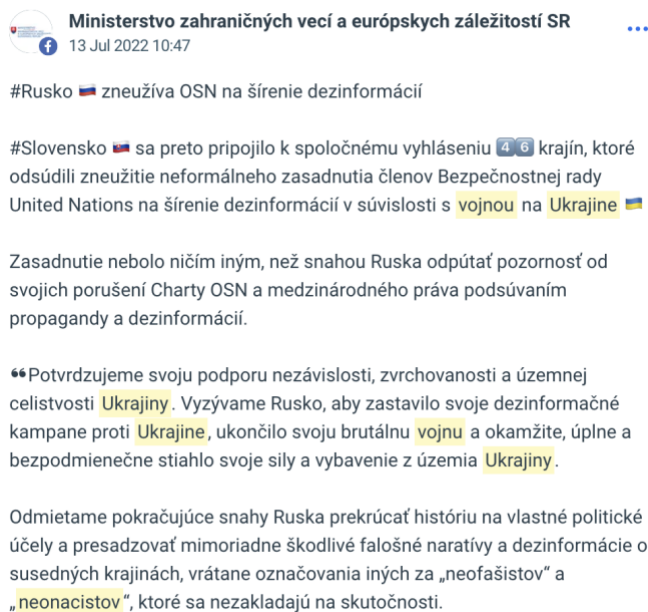 Ministerstvo zahraničných vecí a európskych záležitostí SR
13 Jul 2022 10:47
#Rusko 🇷🇺 zneužíva OSN na šírenie dezinformácií
#Slovensko 🇸🇰 sa preto pripojilo k spoločnému vyhláseniu 4️⃣6️⃣ krajín, ktoré
odsúdili zneužitie neformálneho zasadnutia členov Bezpečnostnej rady
United Nations na šírenie dezinformácií v súvislosti s vojnou na Ukrajine 🇺🇦
Zasadnutie nebolo ničím iným, než snahou Ruska odpútať pozornosť od
svojich porušení Charty OSN a medzinárodného práva podsúvaním
propagandy a dezinformácií.
❝Potvrdzujeme svoju podporu nezávislosti, zvrchovanosti a územnej
celistvosti Ukrajiny. Vyzývame Rusko, aby zastavilo svoje dezinformačné
kampane proti Ukrajine, ukončilo svoju brutálnu vojnu a okamžite, úplne a
bezpodmienečne stiahlo svoje sily a vybavenie z územia Ukrajiny.
Odmietame pokračujúce snahy Ruska prekrúcať históriu na vlastné politické
účely a presadzovať mimoriadne škodlivé falošné naratívy a dezinformácie o
susedných krajinách, vrátane označovania iných za „neofašistov“ a
„neonacistov“, ktoré sa nezakladajú na skutočnosti.